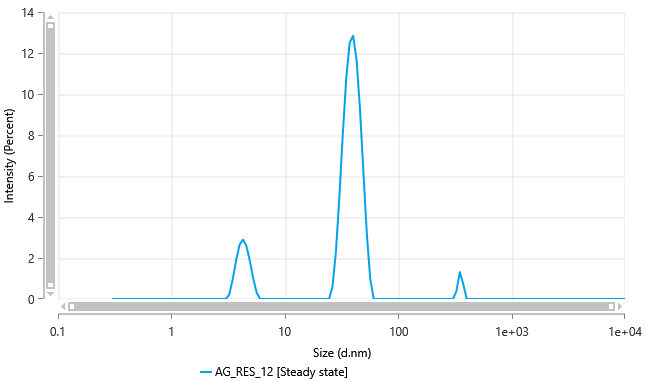 14
12
10
8
6
4
2
0
Intensity (Percent)
0.1 1 10 100 1e+03 1e+04
Size (d.nm)
AG_RES_12 [Steady state]